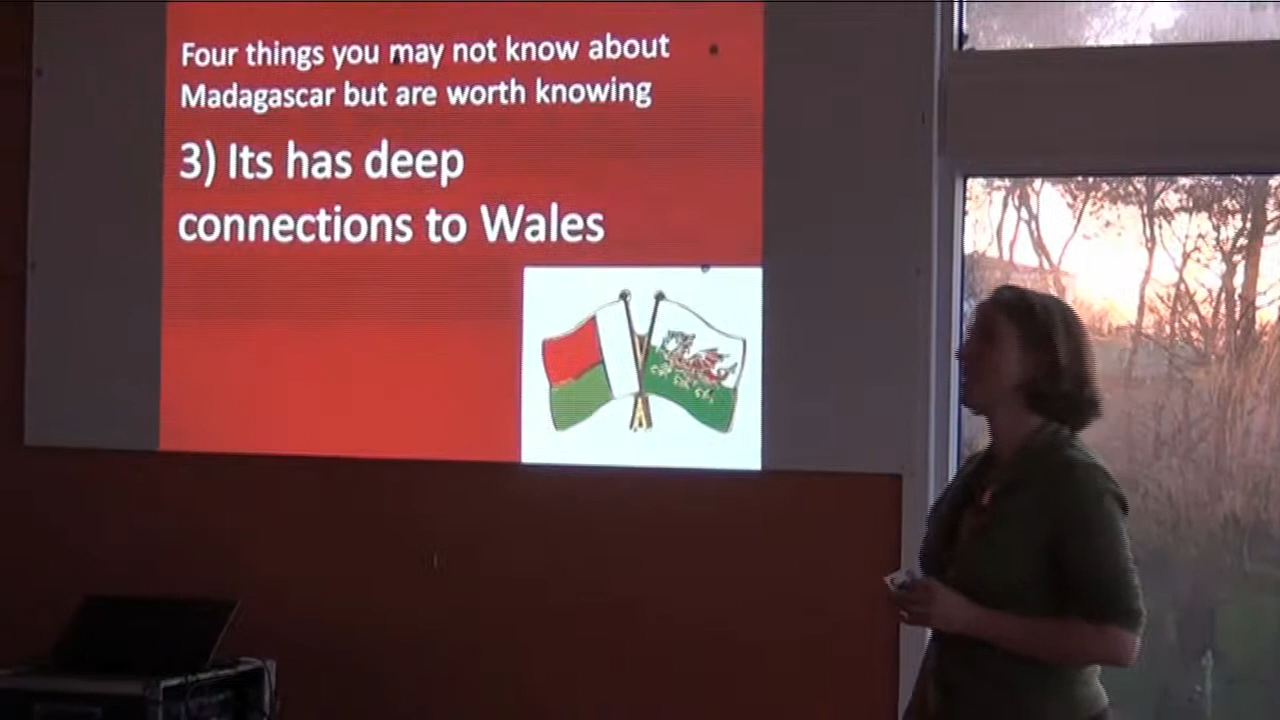 Four things you may not know about
Madagascar but are worth knowing
3) Its has deep
connections to Wales